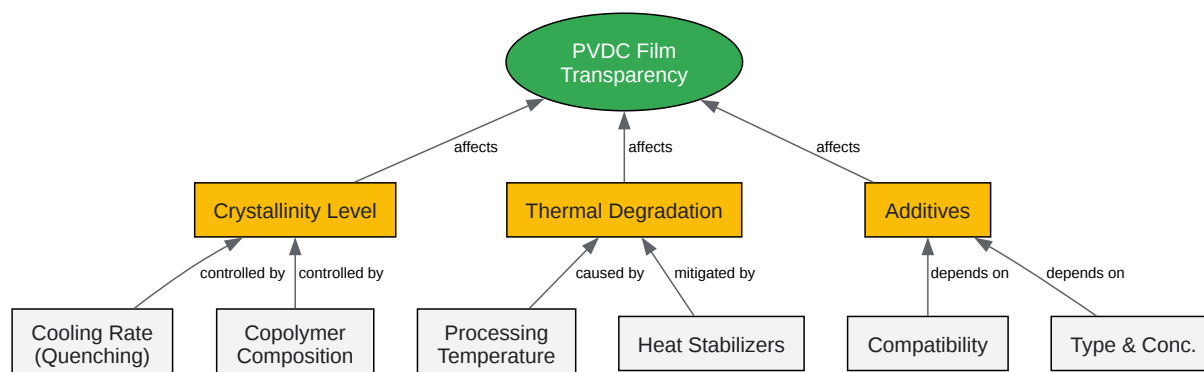 PVDC Film
Transparency
affects
affects
affects
Crystallinity Level
Thermal Degradation
Additives
controlled by
controlled by
caused by
mitigated by
depends on
depends on
Cooling Rate
(Quenching)
Copolymer
Composition
Processing
Temperature
Heat Stabilizers
Compatibility
Type & Conc.